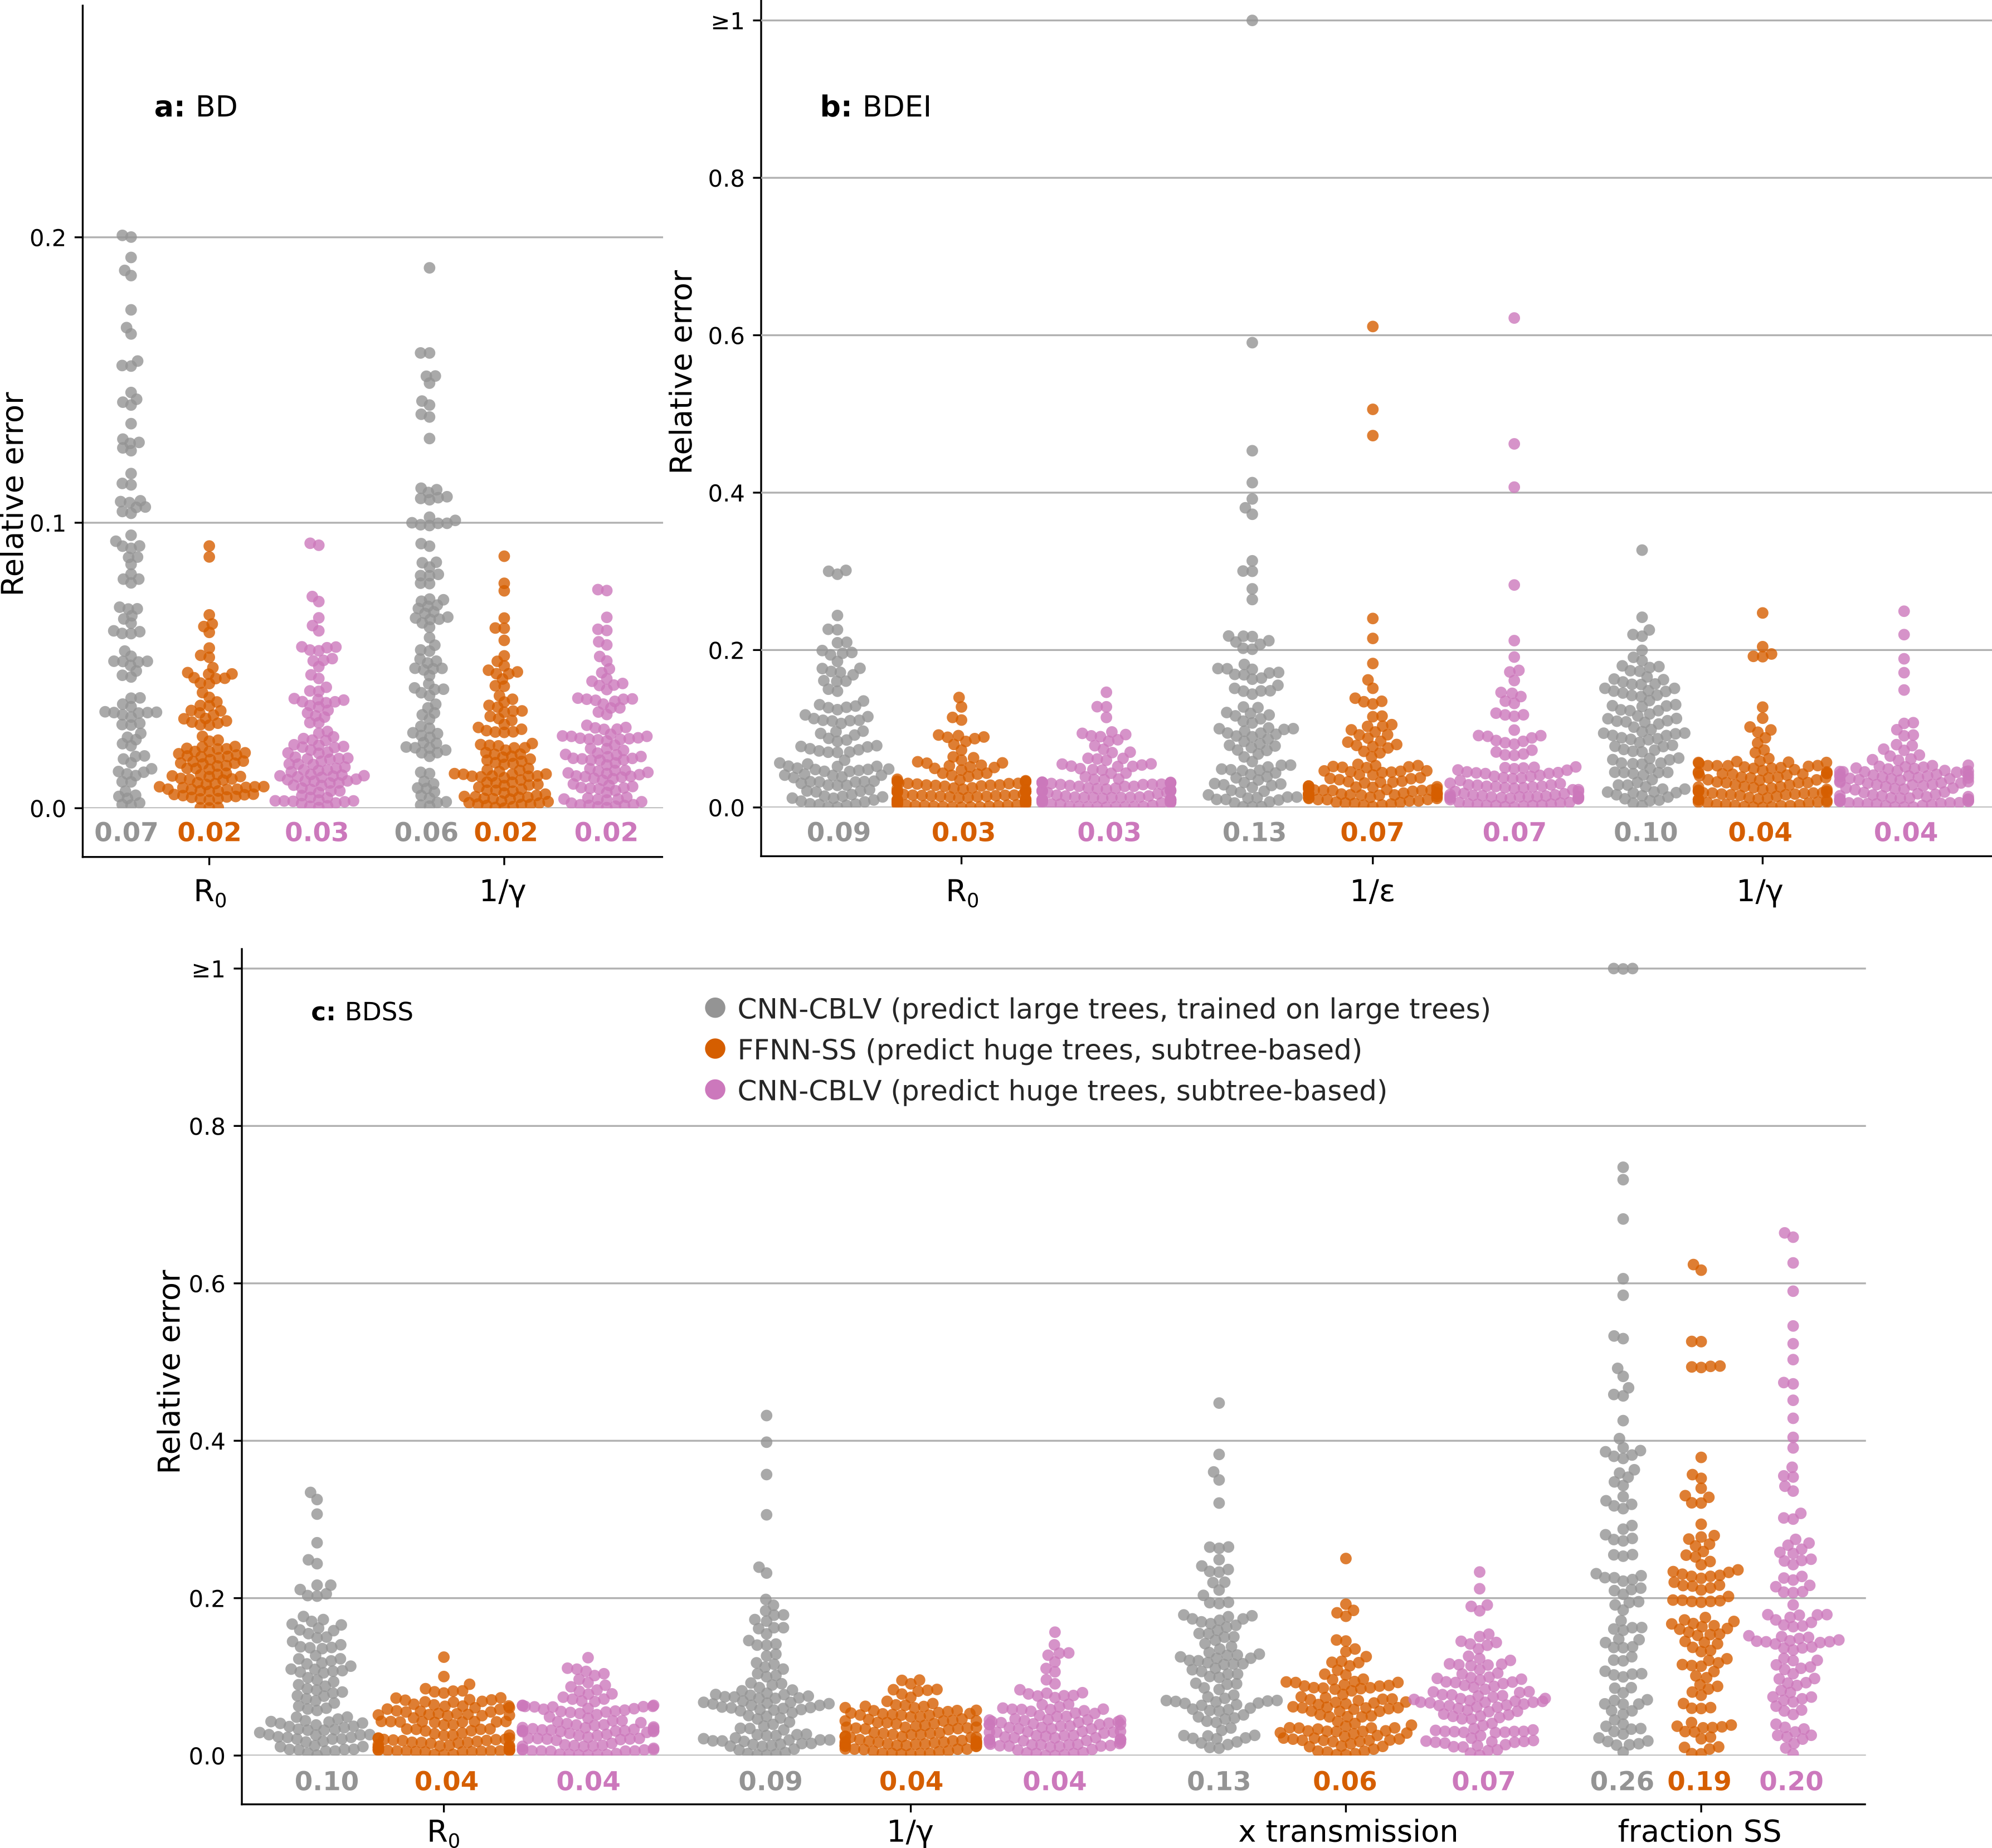 a: BD
Relative error
0.2
0.1
0.0
0.07 0.02 0.03 0.06 0.02 0.02
R₀ 1/γ
b: BDEI
Relative error
≥1
0.8
0.6
0.4
0.2
0.0
0.09 0.03 0.03 0.13 0.07 0.07 0.10 0.04 0.04
R₀ 1/ε 1/γ
c: BDSS
CNN-CBLV (predict large trees, trained on large trees)
FFNN-SS (predict huge trees, subtree-based)
CNN-CBLV (predict huge trees, subtree-based)
Relative error
≥1
0.8
0.6
0.4
0.2
0.0
0.10 0.04 0.04 0.09 0.04 0.04 0.13 0.06 0.07 0.26 0.19 0.20
R₀ 1/γ x transmission fraction SS